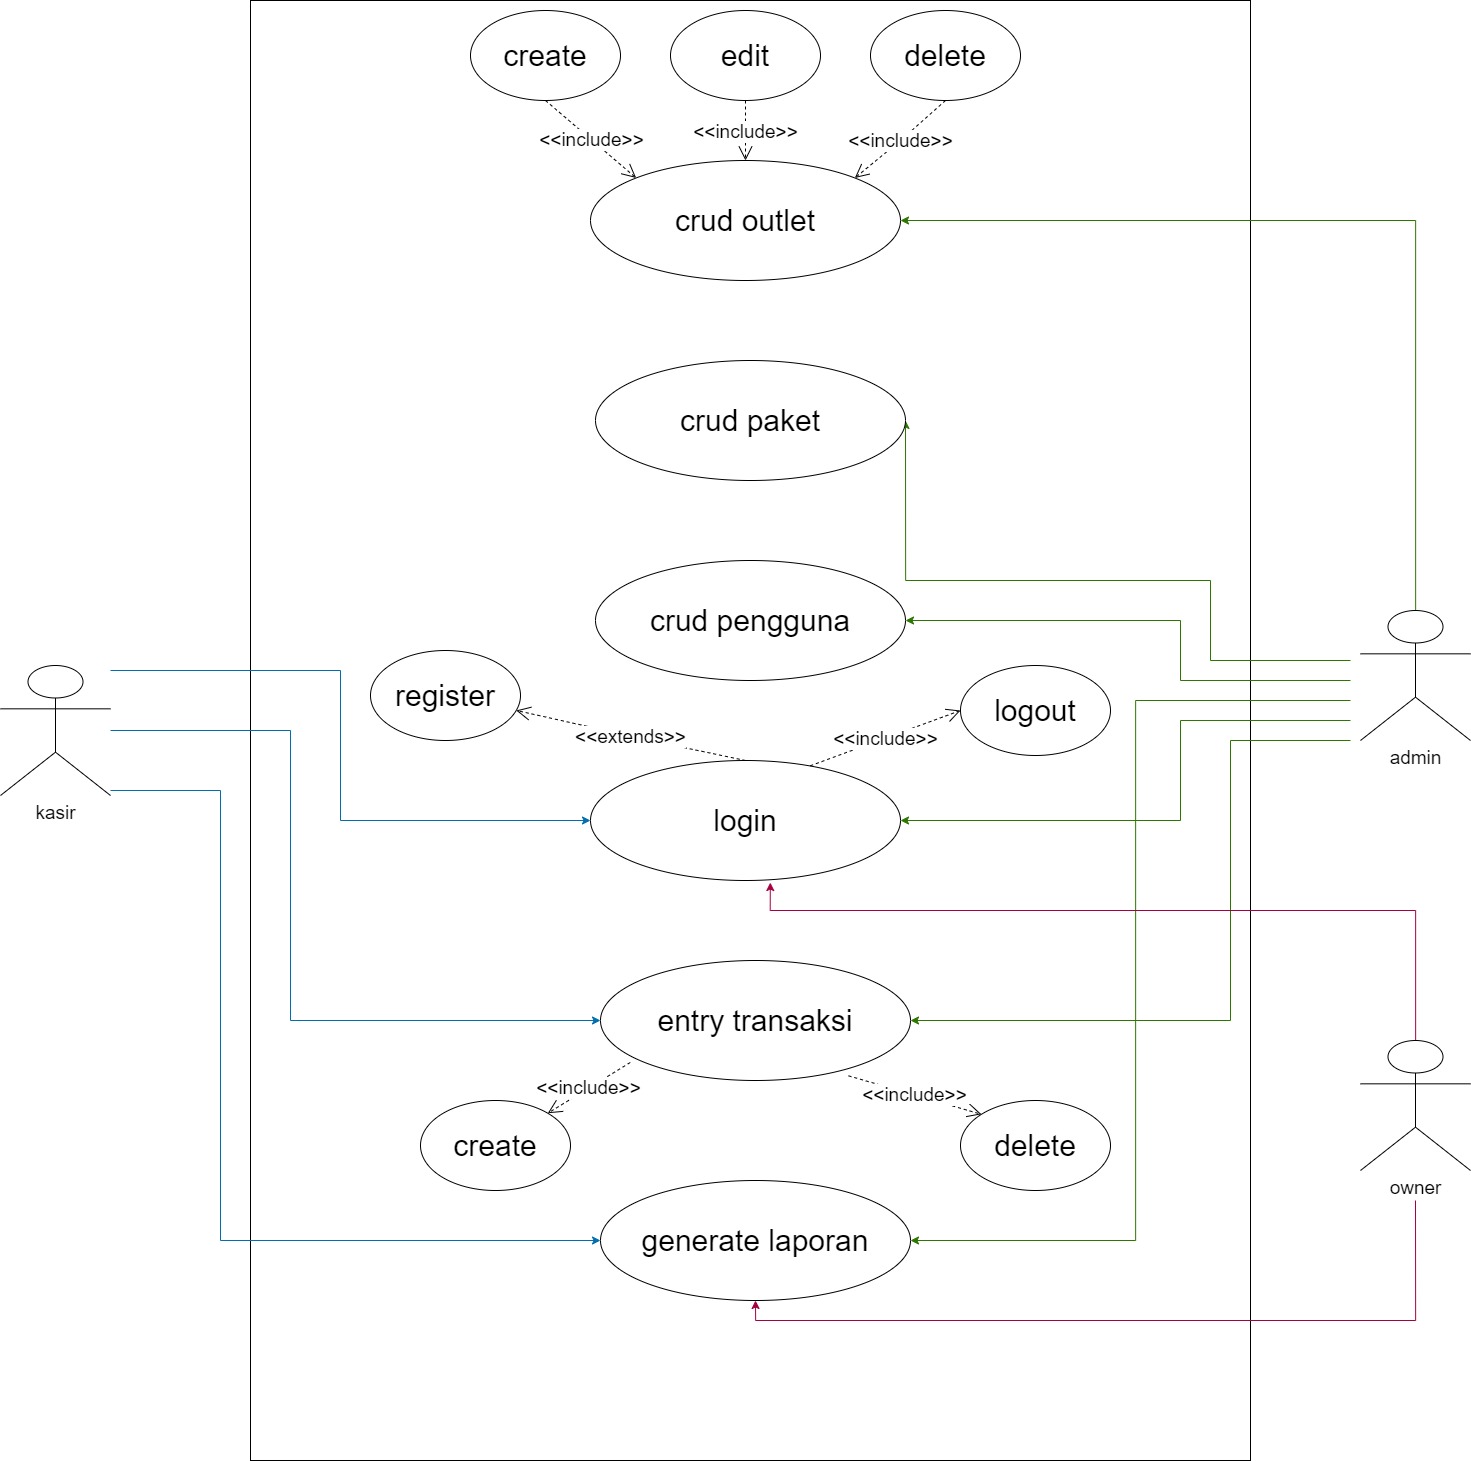 create
edit
delete
<<include>>
<<include>>
<<include>>
crud outlet
crud paket
crud pengguna
register
logout
<<extends>>
<<include>>
login
kasir
admin
entry transaksi
<<include>>
<<include>>
create
delete
owner
generate laporan